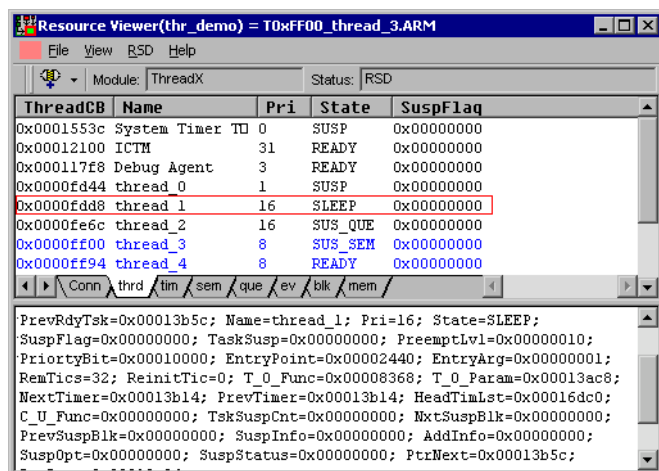 Resource Viewer(thr_demo) = T0xFF00_thread_3.ARM
File View RSD Help
Module: ThreadX Status: RSD
ThreadCB Name Pri State SuspFlag
0x0001553c System Timer T 0 SUSP 0x00000000
0x00012100 ICTM 31 READY 0x00000000
0x000117f8 Debug Agent 3 READY 0x00000000
0x0000fd44 thread_0 1 SUSP 0x00000000
0x0000fdd8 thread 1 16 SLEEP 0x00000000
0x0000fe6c thread_2 16 SUS_QUE 0x00000000
0x0000ff00 thread_3 8 SUS_SEM 0x00000000
0x0000ff94 thread_4 8 READY 0x00000000
Conn thrd tim sem que ev blk mem
PrevRdyTsk=0x00013b5c; Name=thread_1; Pri=16; State=SLEEP;
SuspFlag=0x00000000; TaskSusp=0x00000000; PreemptLvl=0x00000010;
PriortyBit=0x00010000; EntryPoint=0x00002440; EntryArg=0x00000001;
RemTics=32; ReinitTic=0; T_0_Func=0x00008368; T_0_Param=0x00013ac8;
NextTimer=0x00013b14; PrevTimer=0x00013b14; HeadTimLst=0x00016dc0;
C_U_Func=0x00000000; TskSuspCnt=0x00000000; NxtSuspBlk=0x00000000;
PrevSuspBlk=0x00000000; SuspInfo=0x00000000; AddInfo=0x00000000;
SuspOpt=0x00000000; SuspStatus=0x00000000; PtrNext=0x00013b5c;